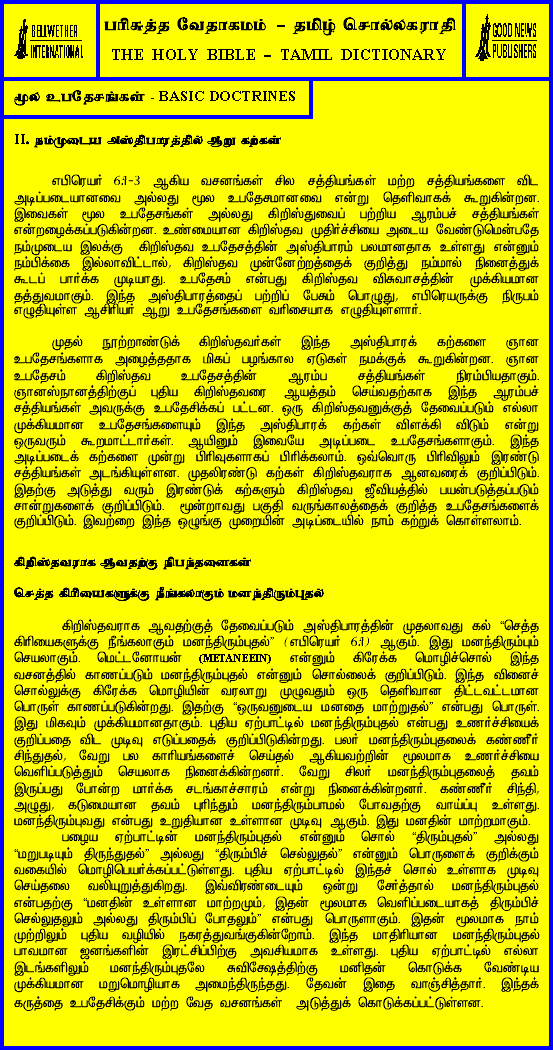 BELLWETHER
INTERNATIONAL
பரிசுத்த வேதாகமம் – தமிழ் சொல்லகராதி
THE HOLY BIBLE – TAMIL DICTIONARY
GOOD NEWS
PUBLISHERS
மூல உபதேசங்கள் - BASIC DOCTRINES
II. நம்முடைய அஸ்திபாரத்தில் ஆறு கற்கள்
எபிரெயர் 6:1-3 ஆகிய வசனங்கள் சில சத்தியங்கள் மற்ற சத்தியங்களை விட
அடிப்படையானவை அல்லது மூல உபதேசமானவை என்று தெளிவாகக் கூறுகின்றன.
இவைகள் மூல உபதேசங்கள் அல்லது கிறிஸ்துவைப் பற்றிய ஆரம்பச் சத்தியங்கள்
என்றழைக்கப்படுகின்றன. உண்மையான கிறிஸ்தவ முதிர்ச்சியை அடைய வேண்டுமென்பதே
நம்முடைய இலக்கு கிறிஸ்தவ உபதேசத்தின் அஸ்திபாரம் பலமானதாக உள்ளது என்னும்
நம்பிக்கை இல்லாவிட்டால், கிறிஸ்தவ முன்னேற்றத்தைக் குறித்து நம்மால் நினைத்துக்
கூடப் பார்க்க முடியாது. உபதேசம் என்பது கிறிஸ்தவ விசுவாசத்தின் முக்கியமான
தத்துவமாகும். இந்த அஸ்திபாரத்தைப் பற்றிப் பேசும் பொழுது, எபிரெயருக்கு நிருபம்
எழுதியுள்ள ஆசிரியர் ஆறு உபதேசங்களை வரிசையாக எழுதியுள்ளார்.
முதல் நூற்றாண்டுக் கிறிஸ்தவர்கள் இந்த அஸ்திபாரக் கற்களை ஞான
உபதேசங்களாக அழைத்ததாக மிகப் பழங்கால ஏடுகள் நமக்குக் கூறுகின்றன. ஞான
உபதேசம் கிறிஸ்தவ உபதேசத்தின் ஆரம்ப சத்தியங்கள் நிரம்பியதாகும்.
ஞானஸ்நானத்திற்குப் புதிய கிறிஸ்தவரை ஆயத்தம் செய்வதற்காக இந்த ஆரம்பச்
சத்தியங்கள் அவருக்கு உபதேசிக்கப் பட்டன. ஒரு கிறிஸ்தவனுக்குத் தேவைப்படும் எல்லா
முக்கியமான உபதேசங்களையும் இந்த அஸ்திபாரக் கற்கள் விளக்கி விடும் என்று
ஒருவரும் கூறமாட்டார்கள். ஆயினும் இவையே அடிப்படை உபதேசங்களாகும். இந்த
அடிப்படைக் கற்களை மூன்று பிரிவுகளாகப் பிரிக்கலாம். ஒவ்வொரு பிரிவிலும் இரண்டு
சத்தியங்கள் அடங்கியுள்ளன. முதலிரண்டு கற்கள் கிறிஸ்தவராக ஆனவரைக் குறிப்பிடும்.
இதற்கு அடுத்து வரும் இரண்டுக் கற்களும் கிறிஸ்தவ ஜீவியத்தில் பயன்படுத்தப்படும்
சான்றுகளைக் குறிப்பிடும். மூன்றாவது பகுதி வருங்காலத்தைக் குறித்த உபதேசங்களைக்
குறிப்பிடும். இவற்றை இந்த ஒழுங்கு முறையின் அடிப்படையில் நாம் கற்றுக் கொள்ளலாம்.
கிறிஸ்தவராக ஆவதற்கு நிபந்தனைகள்
செத்த கிரியைகளுக்கு நீங்கலாகும் மனந்திரும்புதல்
கிறிஸ்தவராக ஆவதற்குத் தேவைப்படும் அஸ்திபாரத்தின் முதலாவது கல் “செத்த
கிரியைகளுக்கு நீங்கலாகும் மனந்திரும்புதல்” (எபிரெயர் 6:1) ஆகும். இது மனந்திரும்பும்
செயலாகும். மெட்டனோயன் (METANEEIN) என்னும் கிரேக்க மொழிச்சொல் இந்த
வசனத்தில் காணப்படும் மனந்திரும்புதல் என்னும் சொல்லைக் குறிப்பிடும். இந்த வினைச்
சொல்லுக்கு கிரேக்க மொழியின் வரலாறு முழுவதும் ஒரு தெளிவான திட்டவட்டமான
பொருள் காணப்படுகின்றது. இதற்கு “ஒருவனுடைய மனதை மாற்றுதல்” என்பது பொருள்.
இது மிகவும் முக்கியமானதாகும். புதிய ஏற்பாட்டில் மனந்திரும்புதல் என்பது உணர்ச்சியைக்
குறிப்பதை விட முடிவு எடுப்பதைக் குறிப்பிடுகின்றது. பலர் மனந்திரும்புதலைக் கண்ணீர்
சிந்துதல், வேறு பல காரியங்களைச் செய்தல் ஆகியவற்றின் மூலமாக உணர்ச்சியை
வெளிப்படுத்தும் செயலாக நினைக்கின்றனர். வேறு சிலர் மனந்திரும்புதலைத் தவம்
இருப்பது போன்ற மார்க்க சடங்காச்சாரம் என்று நினைக்கின்றனர். கண்ணீர் சிந்தி,
அழுது, கடுமையான தவம் புரிந்தும் மனந்திரும்பாமல் போவதற்கு வாய்ப்பு உள்ளது.
மனந்திரும்புவது என்பது உறுதியான உள்ளான முடிவு ஆகும். இது மனதின் மாற்றமாகும்.
பழைய ஏற்பாட்டின் மனந்திரும்புதல் என்னும் சொல் “திரும்புதல்” அல்லது
“மறுபடியும் திருந்துதல்” அல்லது “திரும்பிச் செல்லுதல்” என்னும் பொருளைக் குறிக்கும்
வகையில் மொழிபெயர்க்கப்பட்டுள்ளது. புதிய ஏற்பாட்டில் இந்தச் சொல் உள்ளாக முடிவு
செய்தலை வலியுறுத்துகிறது. இவ்விரண்டையும் ஒன்று சேர்த்தால் மனந்திரும்புதல்
என்பதற்கு “மனதின் உள்ளான மாற்றமும், இதன் மூலமாக வெளிப்படையாகத் திரும்பிச்
செல்லுதலும் அல்லது திரும்பிப் போதலும்” என்பது பொருளாகும். இதன் மூலமாக நாம்
முற்றிலும் புதிய வழியில் நகரத்துவங்குகின்றோம். இந்த மாதிரியான மனந்திரும்புதல்
பாவமான ஜனங்களின் இரட்சிப்பிற்கு அவசியமாக உள்ளது. புதிய ஏற்பாட்டில் எல்லா
இடங்களிலும் மனந்திரும்புதலே சுவிசேஷத்திற்கு மனிதன் கொடுக்க வேண்டிய
முக்கியமான மறுமொழியாக அமைந்திருந்தது. தேவன் இதை வாஞ்சித்தார். இந்தக்
கருத்தை உபதேசிக்கும் மற்ற வேத வசனங்கள் அடுத்துக் கொடுக்கப்பட்டுள்ளன.